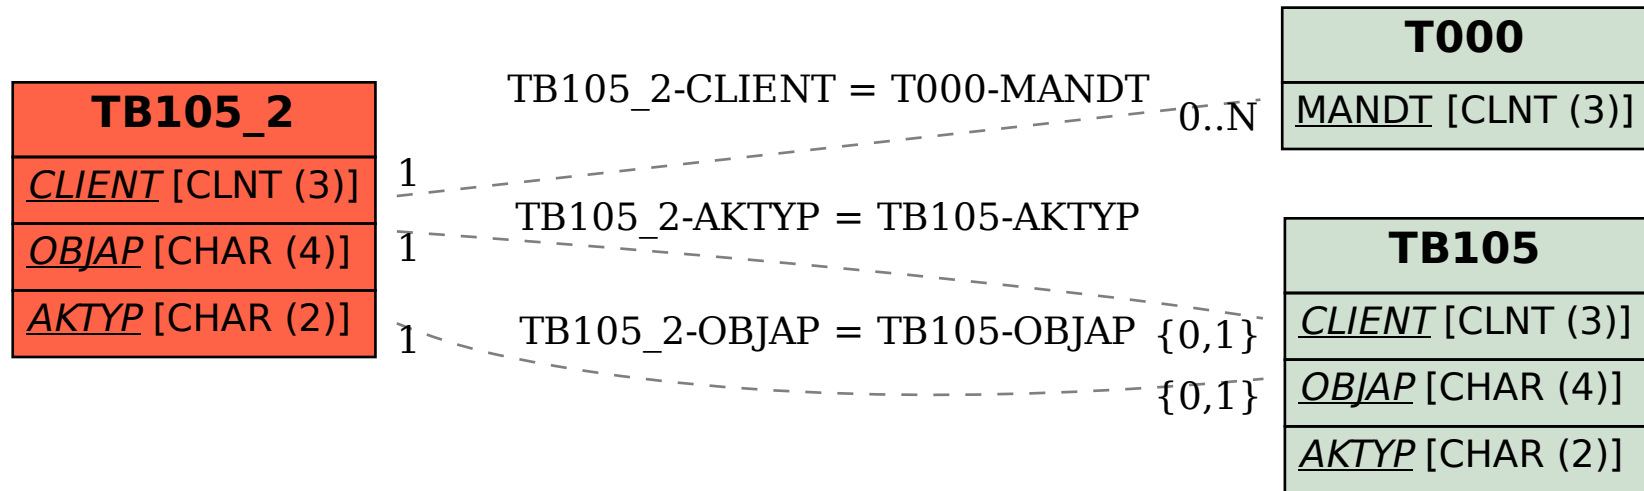 TB105_2
CLIENT [CLNT (3)]
OBJAP [CHAR (4)]
AKTYP [CHAR (2)]
TB105_2-CLIENT = T000-MANDT
1
0..N
TB105_2-AKTYP = TB105-AKTYP
1
{0,1}
TB105_2-OBJAP = TB105-OBJAP
1
{0,1}
T000
MANDT [CLNT (3)]
TB105
CLIENT [CLNT (3)]
OBJAP [CHAR (4)]
AKTYP [CHAR (2)]